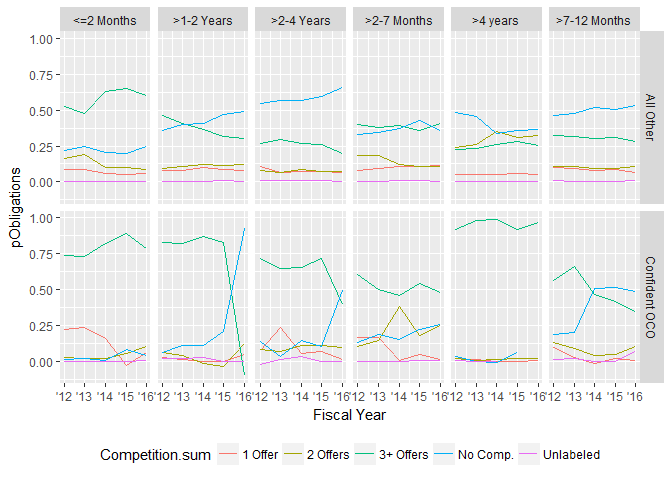 <=2 Months >1-2 Years >2-4 Years >2-7 Months >4 years >7-12 Months
1.00
0.75
0.50
0.25
0.00
All Other
1.00
0.75
0.50
0.25
0.00
Confident OCO
pObligations
'12 '13 '14 '15 '16 '12 '13 '14 '15 '16 '12 '13 '14 '15 '16 '12 '13 '14 '15 '16 '12 '13 '14 '15 '16 '12 '13 '14 '15 '16
Fiscal Year
Competition.sum 1 Offer 2 Offers 3+ Offers No Comp. Unlabeled